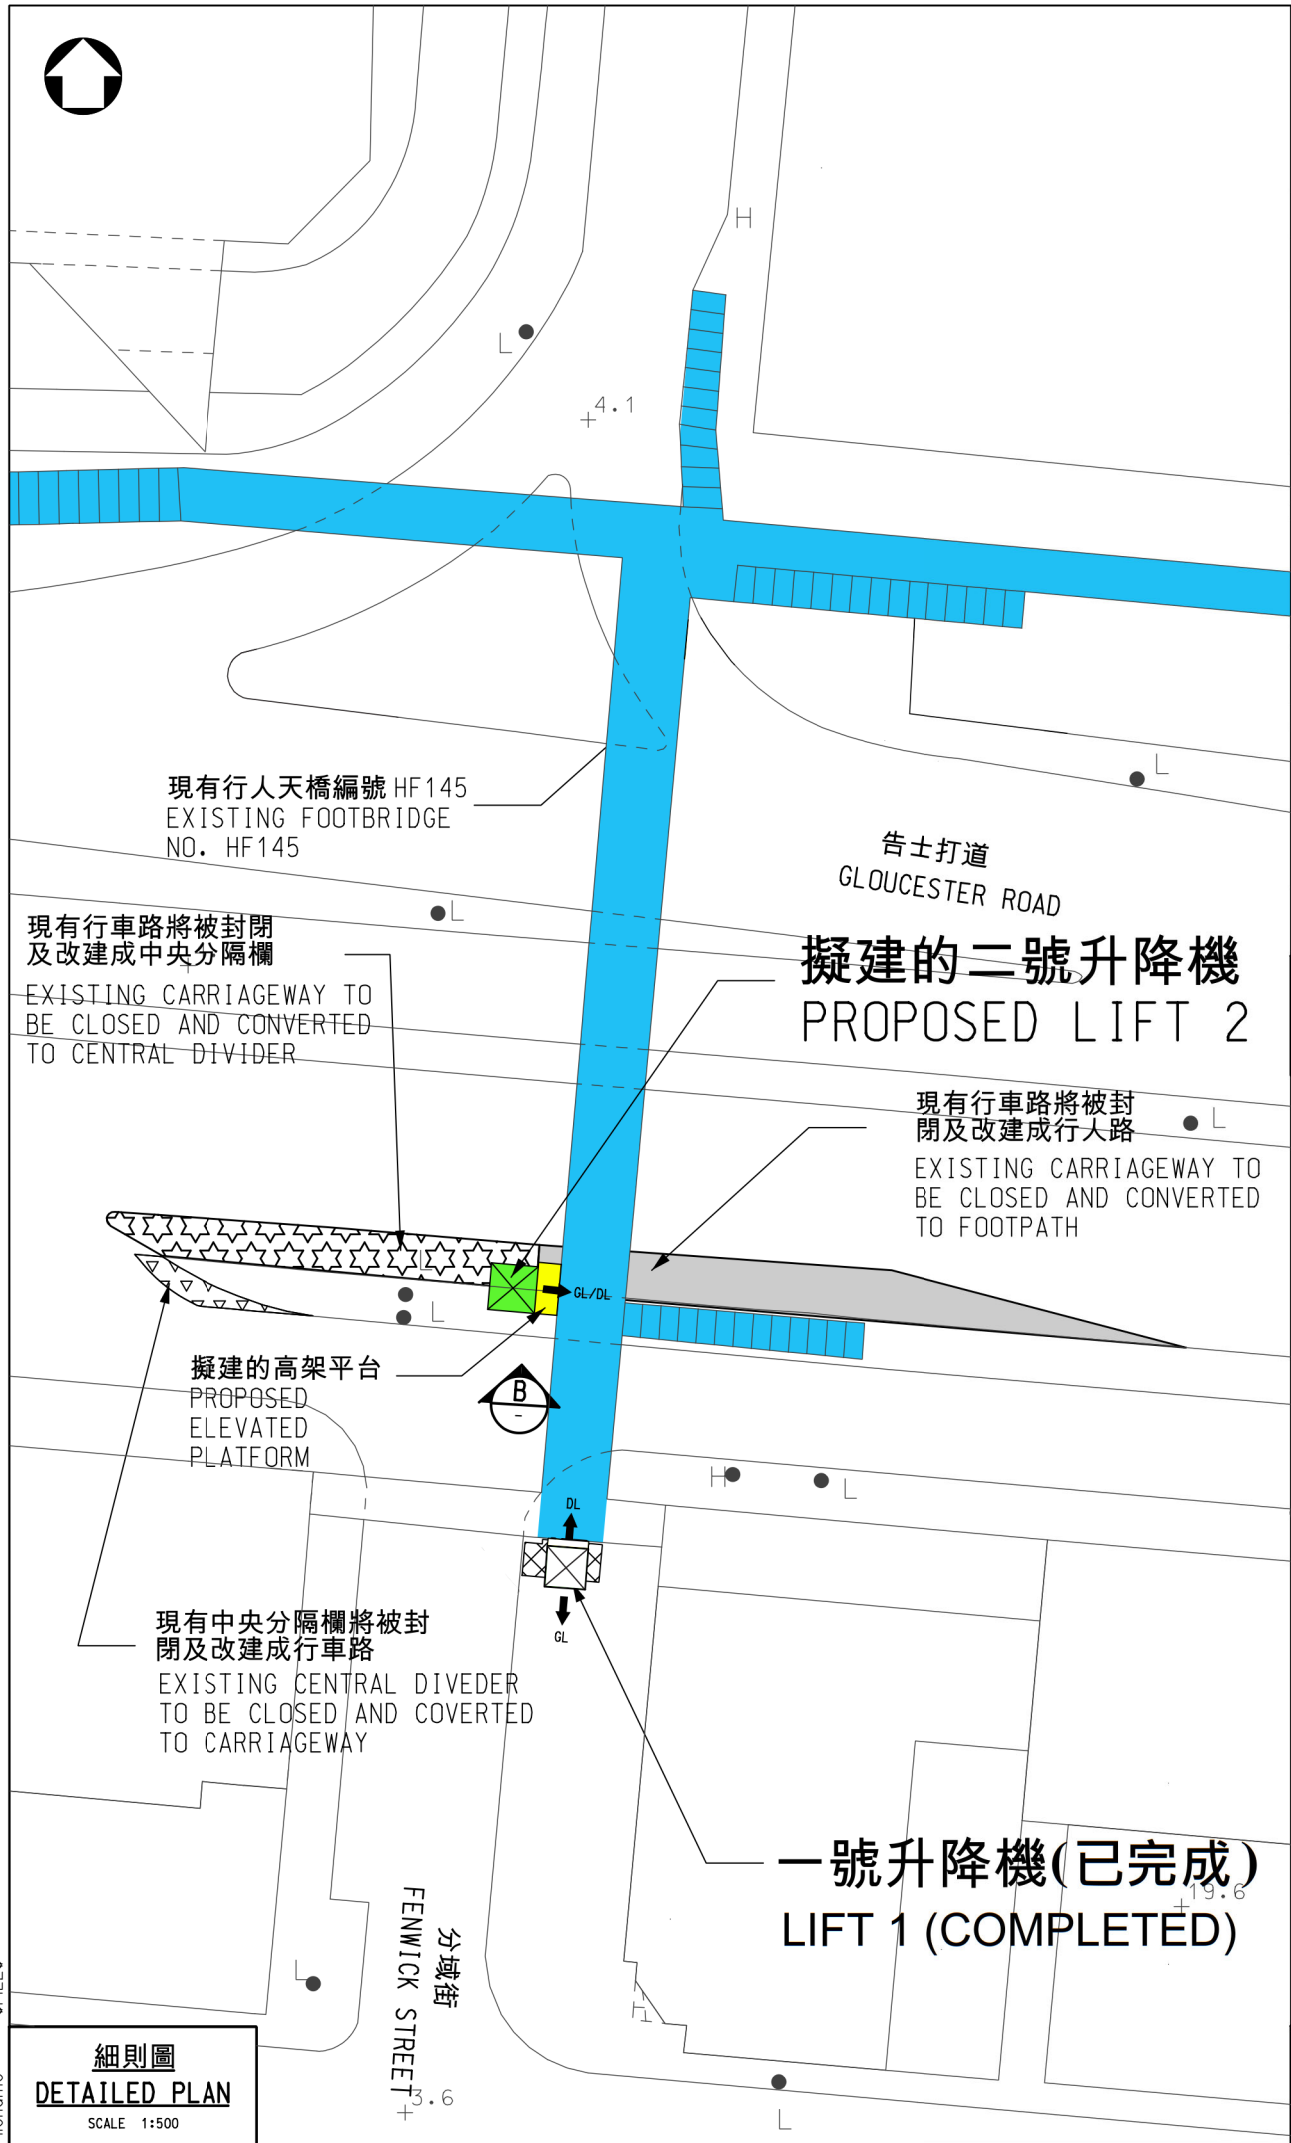 H
L
4.1
現有行人天橋編號 HF145
EXISTING FOOTBRIDGE
NO. HF145
L
告士打道
GLOUCESTER ROAD
L
現有行車路將被封閉
及改建成中央分隔欄
EXISTING CARRIAGEWAY TO
BE CLOSED AND CONVERTED
TO CENTRAL DIVIDER
擬建的二號升降機
PROPOSED LIFT 2
現有行車路將被封
閉及改建成行人路
L
EXISTING CARRIAGEWAY TO
BE CLOSED AND CONVERTED
TO FOOTPATH
L
GL/DL
L
擬建的高架平台
PROPOSED
ELEVATED
PLATFORM
B
-
H
L
DL
GL
現有中央分隔欄將被封
閉及改建成行車路
EXISTING CENTRAL DIVEDER
TO BE CLOSED AND COVERTED
TO CARRIAGEWAY
一號升降機(已完成)
LIFT 1 (COMPLETED)
19.6
分域街
FENWICK STREET
L
H
3.6
L
細則圖
DETAILED PLAN
SCALE 1:500